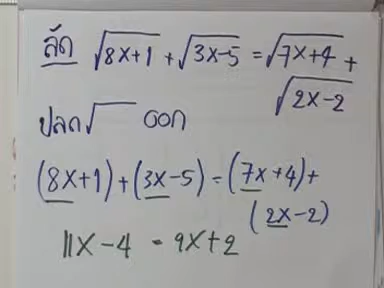 ลัด √8X+1 + √3X-5 = √7X+4 +
√2X-2
ปลด √ ออก
(8X+1)+(3X-5)=(7X+4)+
(2X-2)
11X-4 = 9X+2